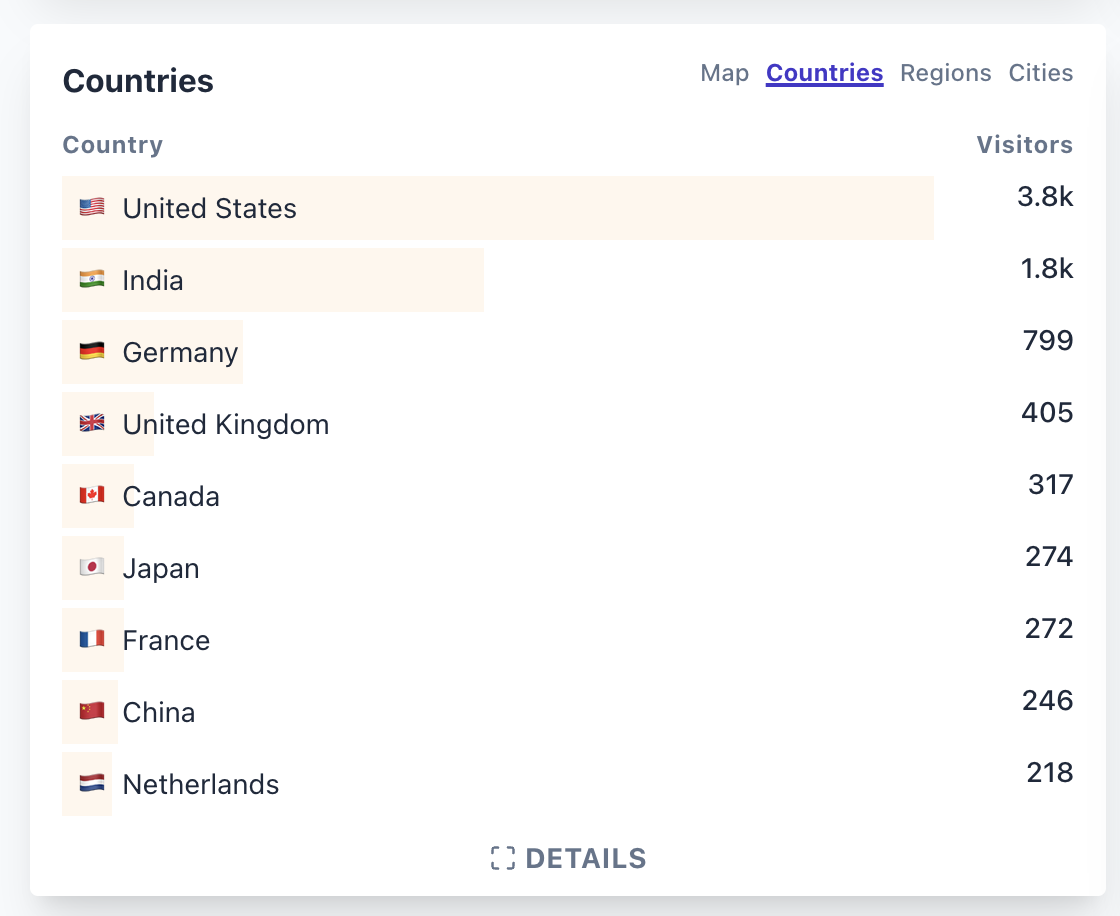 Countries
Map Countries Regions Cities
Country Visitors
United States 3.8k
India 1.8k
Germany 799
United Kingdom 405
Canada 317
Japan 274
France 272
China 246
Netherlands 218
DETAILS